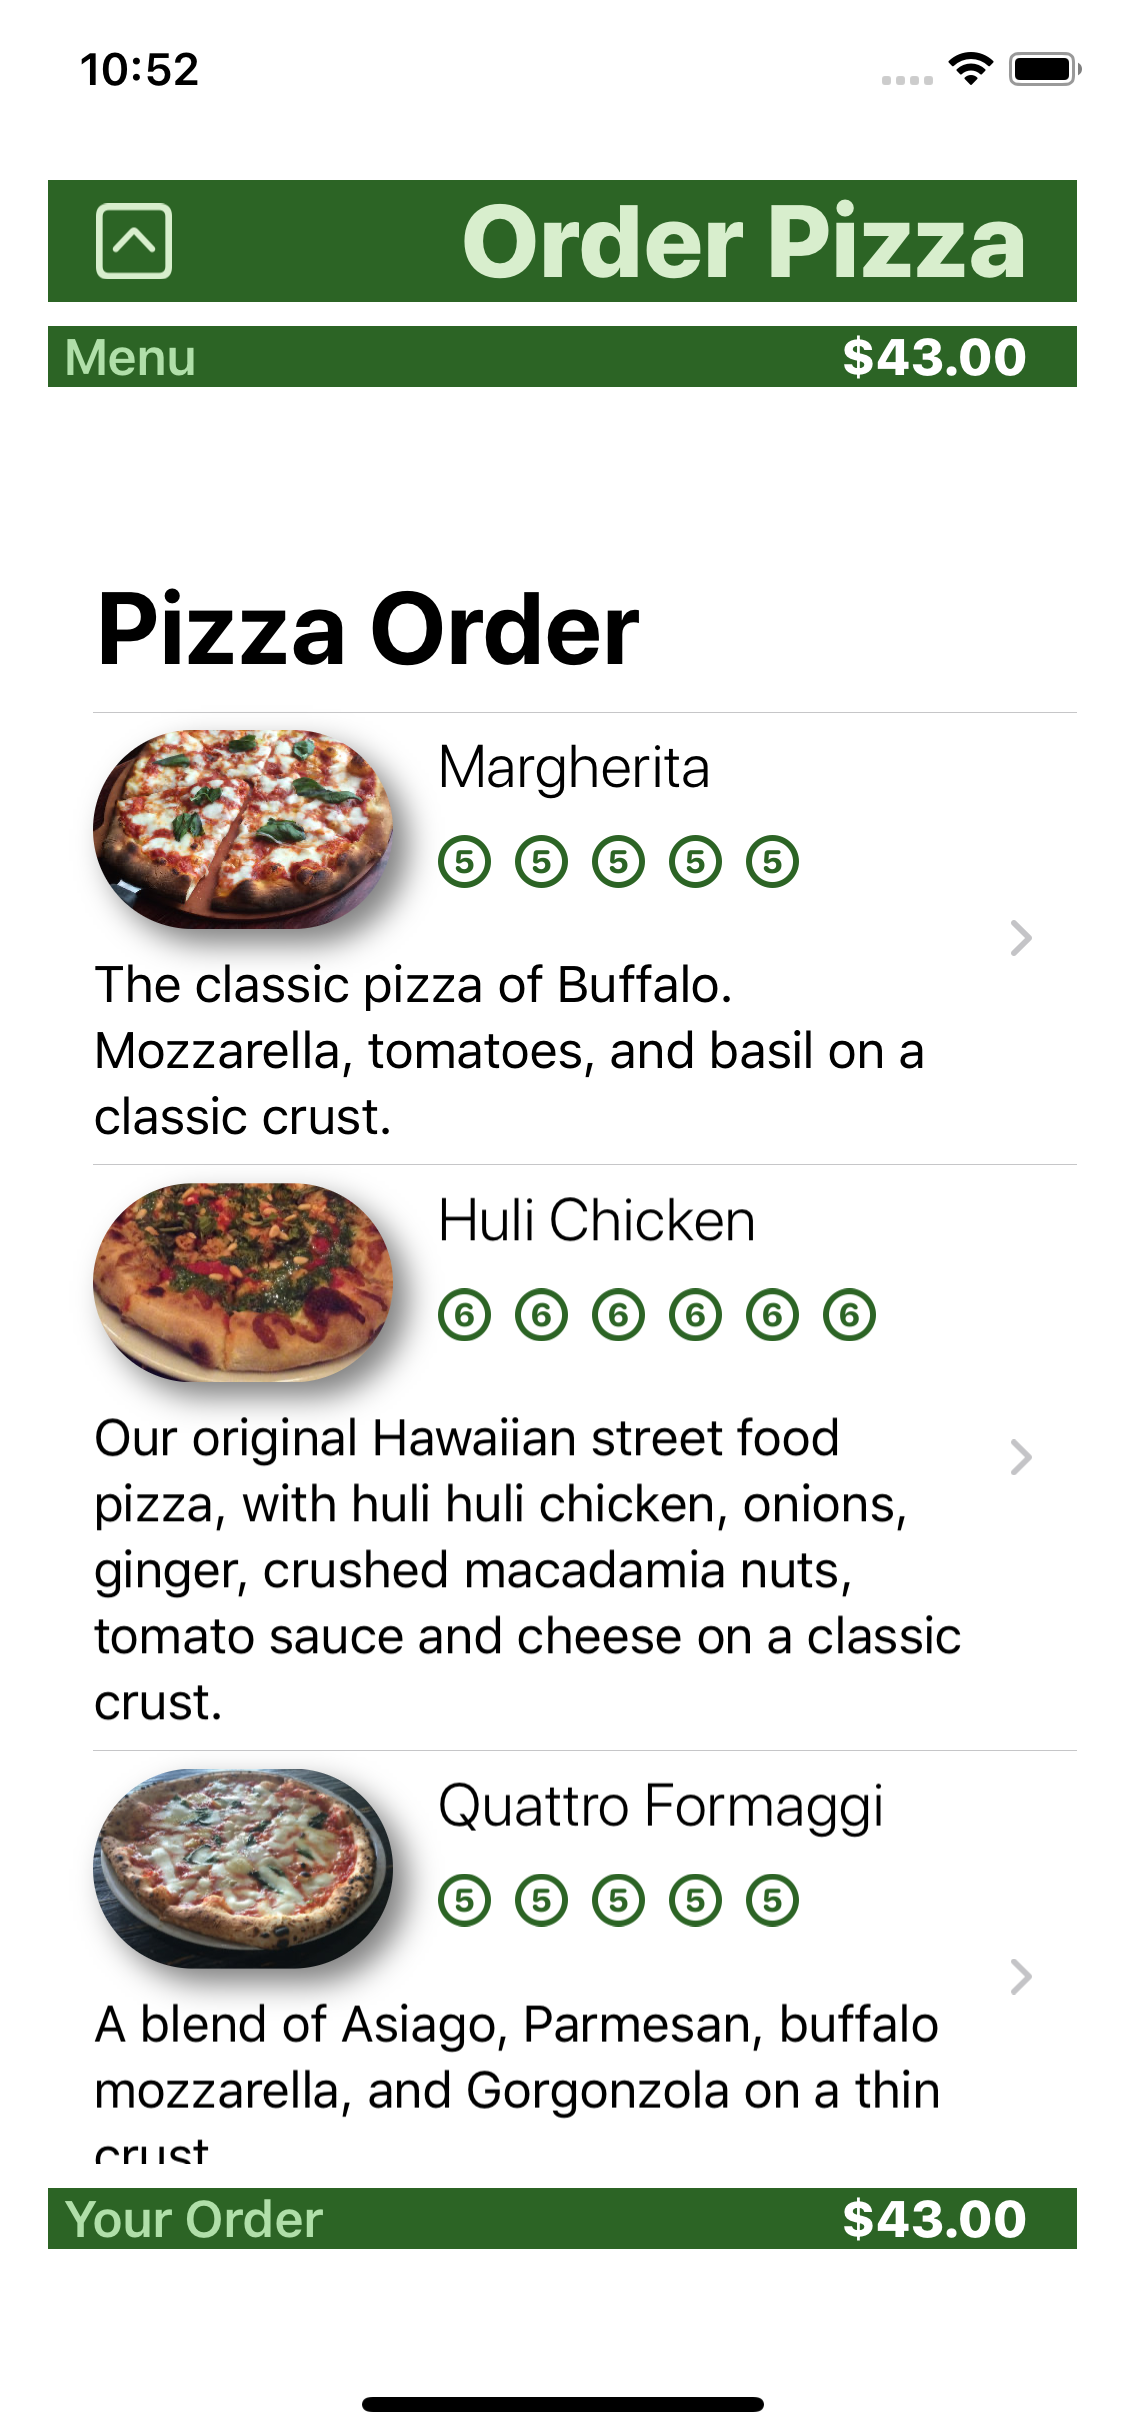 10:52
Order Pizza
Menu $43.00
Pizza Order
Margherita
5 5 5 5 5
The classic pizza of Buffalo.
Mozzarella, tomatoes, and basil on a
classic crust.
Huli Chicken
6 6 6 6 6 6
Our original Hawaiian street food
pizza, with huli huli chicken, onions,
ginger, crushed macadamia nuts,
tomato sauce and cheese on a classic
crust.
Quattro Formaggi
5 5 5 5 5
A blend of Asiago, Parmesan, buffalo
mozzarella, and Gorgonzola on a thin
crust
Your Order $43.00